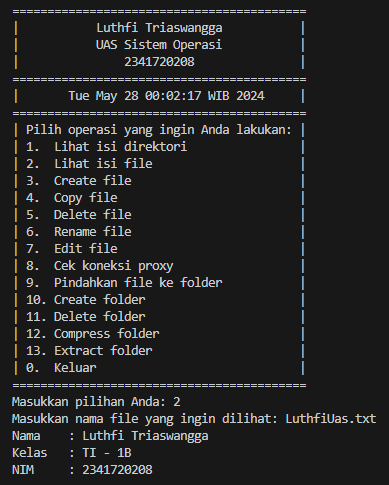 ==========================================
|           Luthfi Triaswangga           |
|           UAS Sistem Operasi           |
|               2341720208               |
==========================================
|       Tue May 28 00:02:17 WIB 2024     |
==========================================
| Pilih operasi yang ingin Anda lakukan: |
| 1.  Lihat isi direktori                |
| 2.  Lihat isi file                     |
| 3.  Create file                        |
| 4.  Copy file                          |
| 5.  Delete file                        |
| 6.  Rename file                        |
| 7.  Edit file                          |
| 8.  Cek koneksi proxy                  |
| 9.  Pindahkan file ke folder           |
| 10. Create folder                      |
| 11. Delete folder                      |
| 12. Compress folder                    |
| 13. Extract folder                     |
| 0.  Keluar                             |
==========================================
Masukkan pilihan Anda: 2
Masukkan nama file yang ingin dilihat: LuthfiUas.txt
Nama    : Luthfi Triaswangga
Kelas   : TI - 1B
NIM     : 2341720208